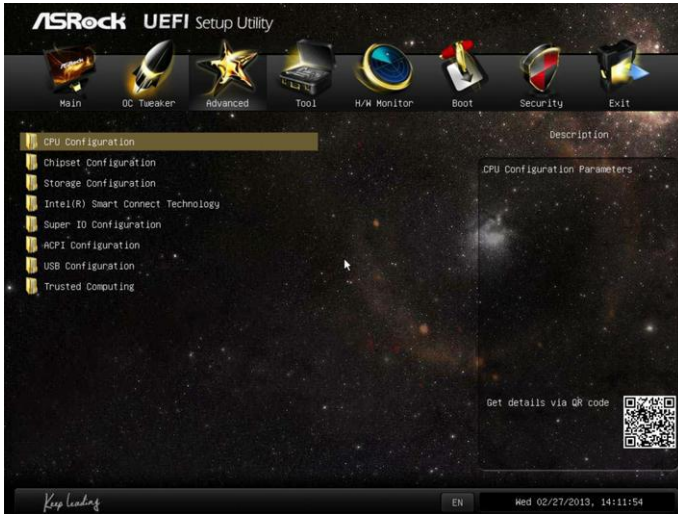 ASRock UEFI Setup Utility
Main OC Tweaker Advanced Tool H/W Monitor Boot Security Exit
CPU Configuration
Chipset Configuration
Storage Configuration
Intel(R) Smart Connect Technology
Super IO Configuration
ACPI Configuration
USB Configuration
Trusted Computing
Description
CPU Configuration Parameters
Get details via QR code
Keep Leading
EN
Wed 02/27/2013, 14:11:54